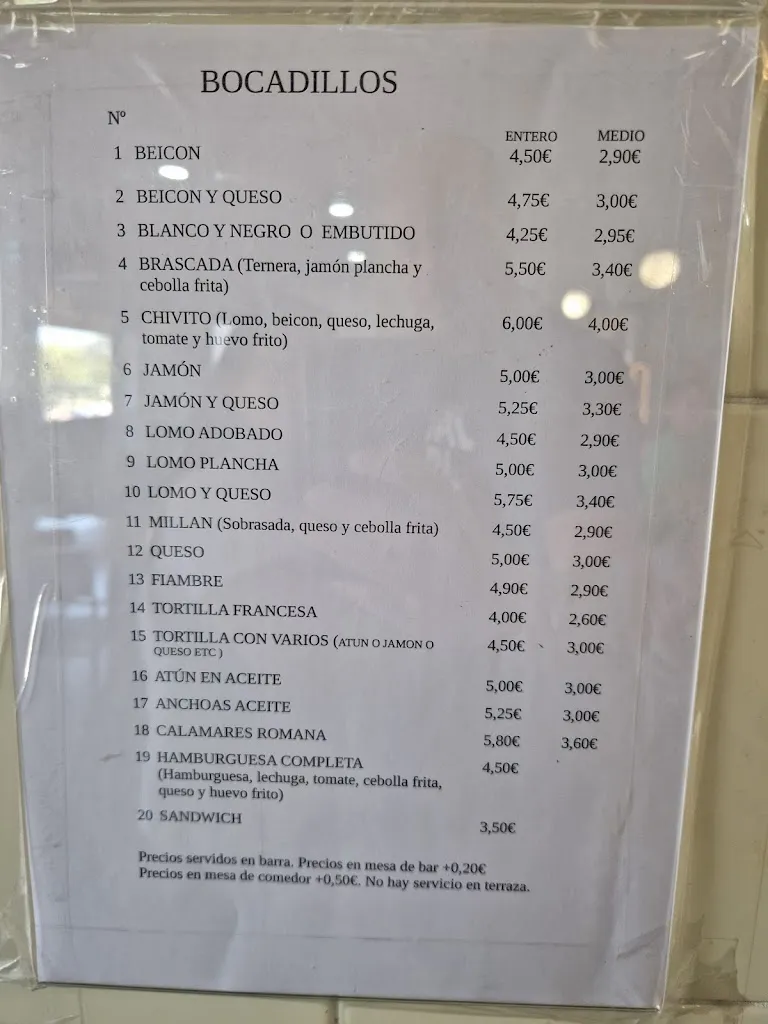 BOCADILLOS
Nº
ENTERO MEDIO
1 BEICON 4,50€ 2,90€
2 BEICON Y QUESO 4,75€ 3,00€
3 BLANCO Y NEGRO O EMBUTIDO 4,25€ 2,95€
4 BRASCADA (Ternera, jamón plancha y 5,50€ 3,40€
cebolla frita)
5 CHIVITO (Lomo, beicon, queso, lechuga, 6,00€ 4,00€
tomate y huevo frito)
6 JAMÓN 5,00€ 3,00€
7 JAMÓN Y QUESO 5,25€ 3,30€
8 LOMO ADOBADO 4,50€ 2,90€
9 LOMO PLANCHA 5,00€ 3,00€
10 LOMO Y QUESO 5,75€ 3,40€
11 MILLAN (Sobrasada, queso y cebolla frita) 4,50€ 2,90€
12 QUESO 5,00€ 3,00€
13 FIAMBRE 4,90€ 2,90€
14 TORTILLA FRANCESA 4,00€ 2,60€
15 TORTILLA CON VARIOS (ATUN O JAMON O 4,50€ 3,00€
QUESO ETC )
16 ATÚN EN ACEITE 5,00€ 3,00€
17 ANCHOAS ACEITE 5,25€ 3,00€
18 CALAMARES ROMANA 5,80€ 3,60€
19 HAMBURGUESA COMPLETA 4,50€
(Hamburguesa, lechuga, tomate, cebolla frita,
queso y huevo frito)
20 SANDWICH 3,50€
Precios servidos en barra. Precios en mesa de bar +0,20€
Precios en mesa de comedor +0,50€. No hay servicio en terraza.